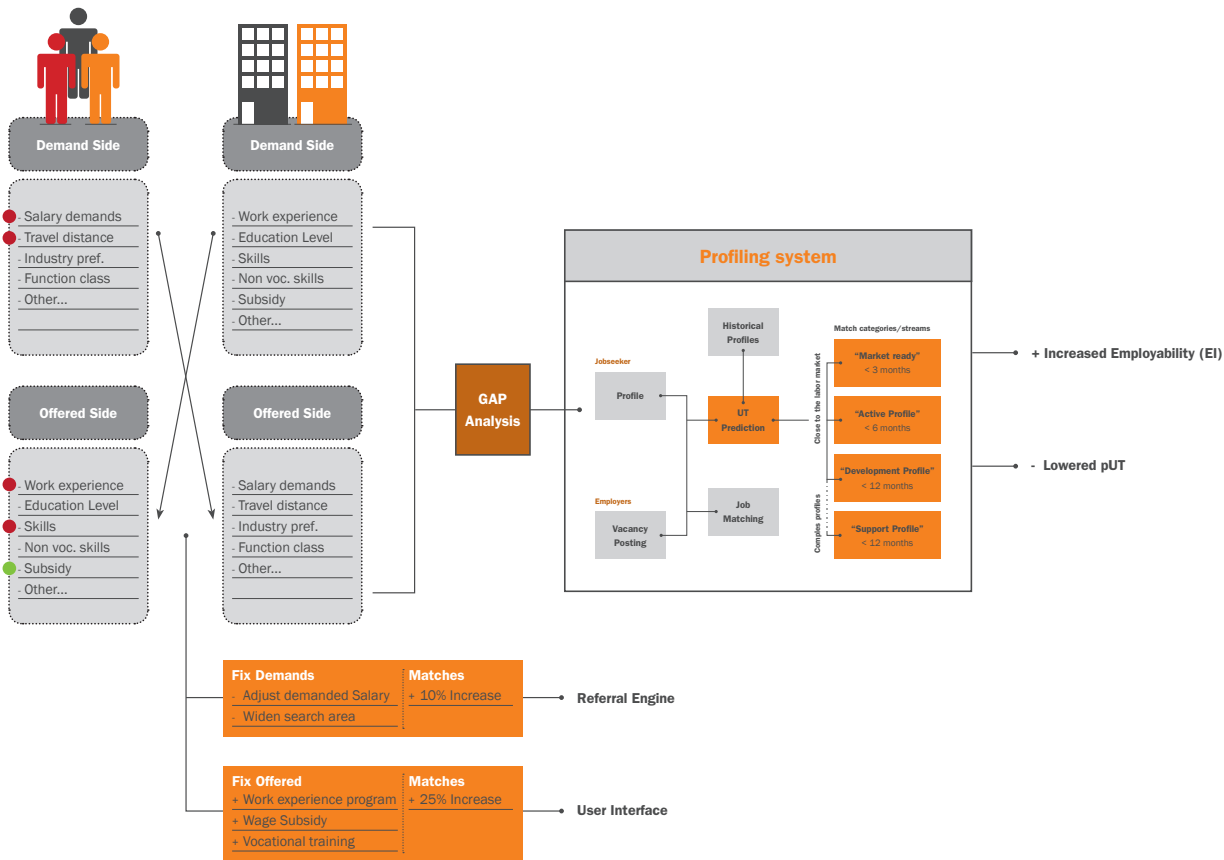 Demand Side
- Salary demands
- Travel distance
- Industry pref.
- Function class
- Other...
Offered Side
- Work experience
- Education Level
- Skills
- Non voc. skills
- Subsidy
- Other...
Demand Side
- Work experience
- Education Level
- Skills
- Non voc. skills
- Subsidy
- Other...
Offered Side
- Salary demands
- Travel distance
- Industry pref.
- Function class
- Other...
GAP
Analysis
Profiling system
Jobseeker
Profile
Employers
Vacancy
Posting
Historical
Profiles
UT
Prediction
Job
Matching
Match categories/streams
Close to the labor market
Comples profiles
“Market ready”
< 3 months
“Active Profile”
< 6 months
“Development Profile”
< 12 months
“Support Profile”
< 12 months
+ Increased Employability (EI)
- Lowered pUT
Fix Demands
- Adjust demanded Salary
- Widen search area
Matches
+ 10% Increase
Referral Engine
Fix Offered
+ Work experience program
+ Wage Subsidy
+ Vocational training
Matches
+ 25% Increase
User Interface